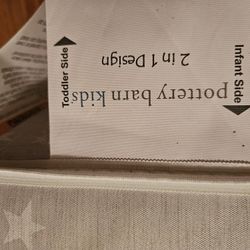 pottery barn kids
2 in 1 Design
Toddler Side
Infant Side